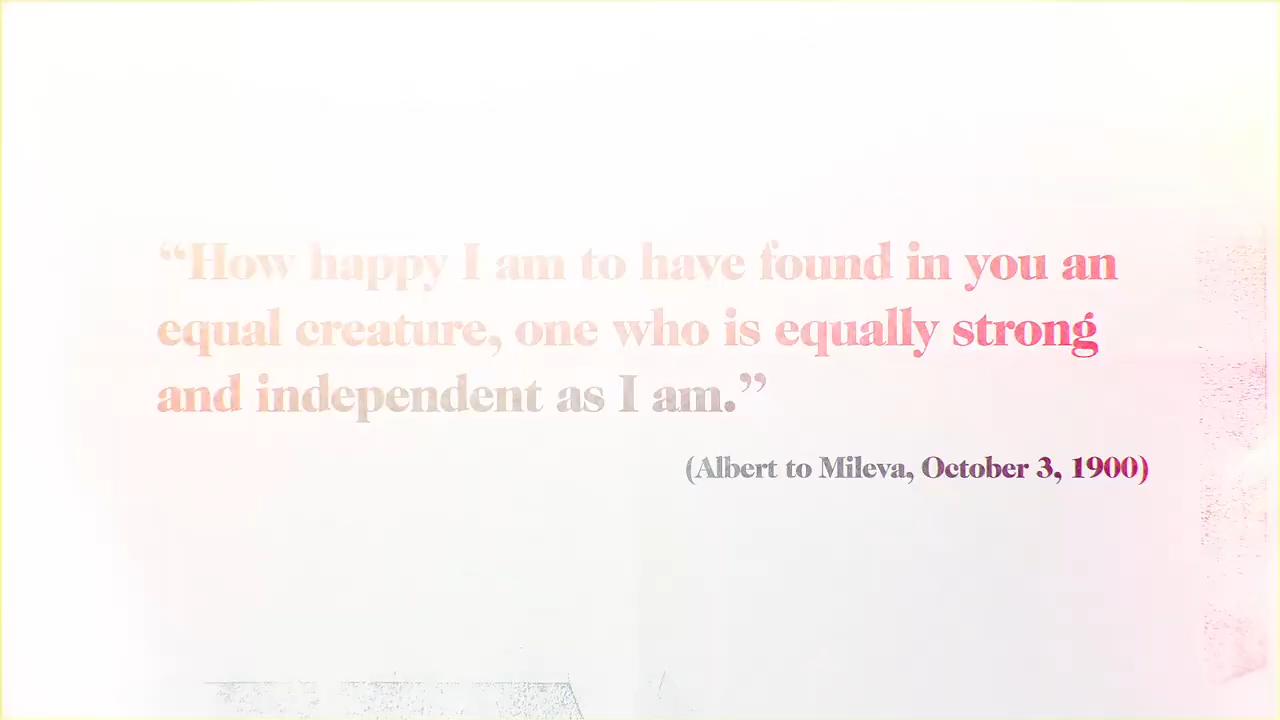 “How happy I am to have found in you an
equal creature, one who is equally strong
and independent as I am.”
(Albert to Mileva, October 3, 1900)